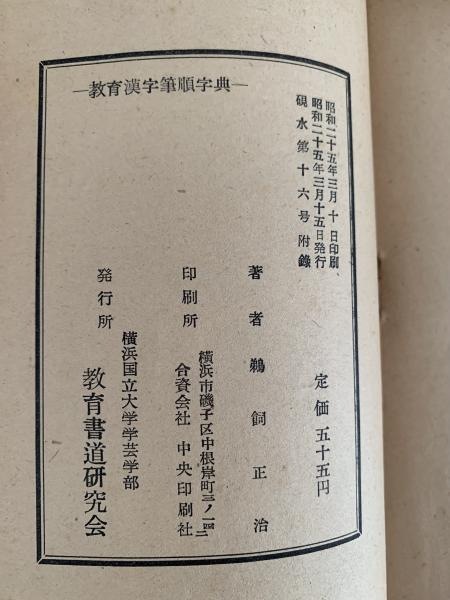 ―教育漢字筆順字典―
昭和二十五年三月十日印刷、
昭和二十五年三月十五日発行
硯水第十六号附錄
定価 五十五円
著者 鵜飼正治
横浜市磯子区中根岸町三ノ一四二
印刷所 合資会社 中央印刷社
横浜国立大学学芸学部
発行所 教育書道研究会